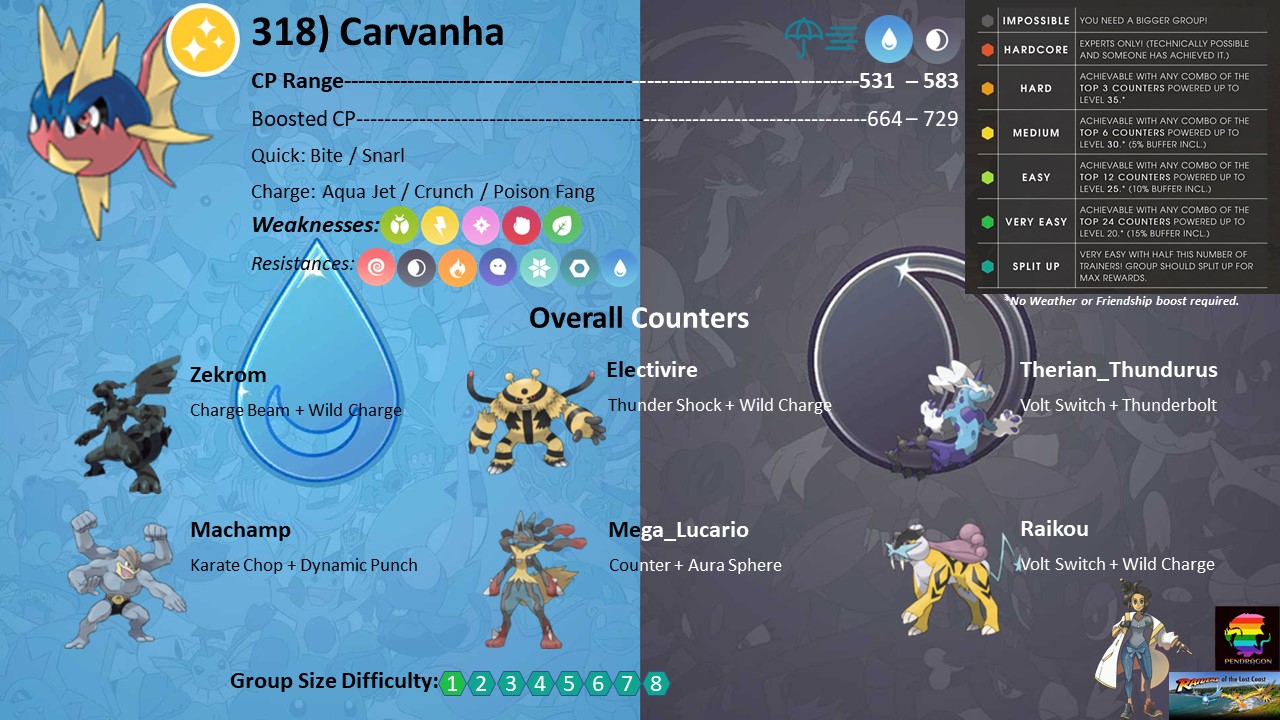 318) Carvanha
CP Range------------------------------------------------------------------------531 – 583
Boosted CP------------------------------------------------------------------------664 – 729
Quick: Bite / Snarl
Charge: Aqua Jet / Crunch / Poison Fang
Weaknesses:
Resistances:
IMPOSSIBLE YOU NEED A BIGGER GROUP!
HARDCORE EXPERTS ONLY! (TECHNICALLY POSSIBLE
AND SOMEONE HAS ACHIEVED IT.)
HARD ACHIEVABLE WITH ANY COMBO OF THE
TOP 3 COUNTERS POWERED UP TO
LEVEL 35.*
MEDIUM ACHIEVABLE WITH ANY COMBO OF THE
TOP 6 COUNTERS POWERED UP TO
LEVEL 30.* (5% BUFFER INCL.)
EASY ACHIEVABLE WITH ANY COMBO OF THE
TOP 12 COUNTERS POWERED UP TO
LEVEL 25.* (10% BUFFER INCL.)
VERY EASY ACHIEVABLE WITH ANY COMBO OF THE
TOP 24 COUNTERS POWERED UP TO
LEVEL 20.* (15% BUFFER INCL.)
SPLIT UP VERY EASY WITH HALF THIS NUMBER OF
TRAINERS! GROUP SHOULD SPLIT UP FOR
MAX REWARDS.
*No Weather or Friendship boost required.
Overall Counters
Zekrom
Charge Beam + Wild Charge
Electivire
Thunder Shock + Wild Charge
Therian_Thundurus
Volt Switch + Thunderbolt
Machamp
Karate Chop + Dynamic Punch
Mega_Lucario
Counter + Aura Sphere
Raikou
Volt Switch + Wild Charge
Group Size Difficulty: 1 2 3 4 5 6 7 8
PENDRAGON
RAIDERS of the Lost Coast